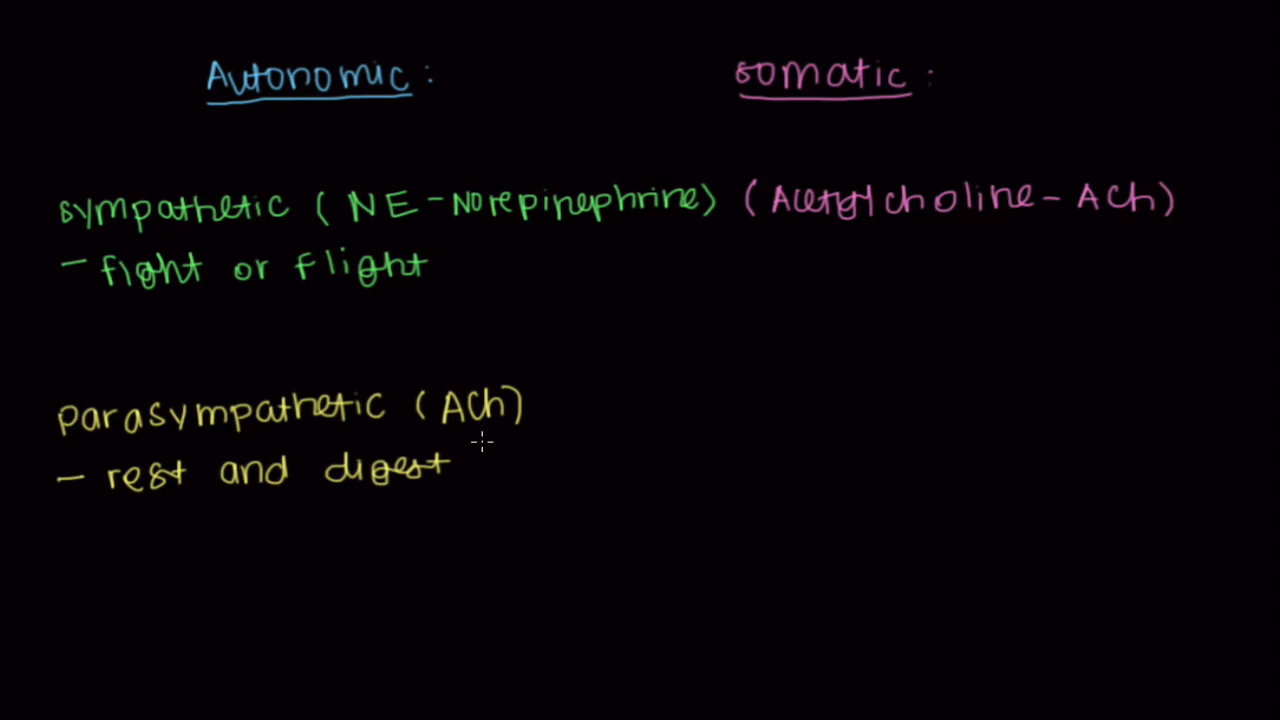 Autonomic:
somatic:
sympathetic (NE-Norepinephrine)
(Acetylcholine-ACh)
- fight or flight
parasympathetic (ACh)
- rest and digest